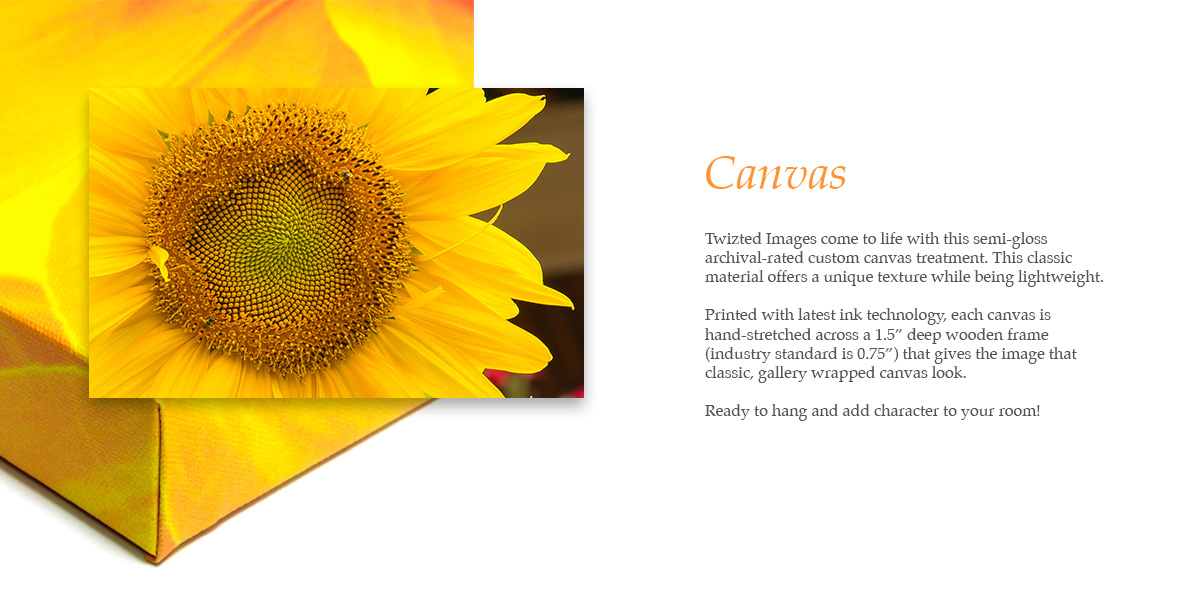 Canvas
Twizted Images come to life with this semi-gloss
archival-rated custom canvas treatment. This classic
material offers a unique texture while being lightweight.
Printed with latest ink technology, each canvas is
hand-stretched across a 1.5” deep wooden frame
(industry standard is 0.75”) that gives the image that
classic, gallery wrapped canvas look.
Ready to hang and add character to your room!